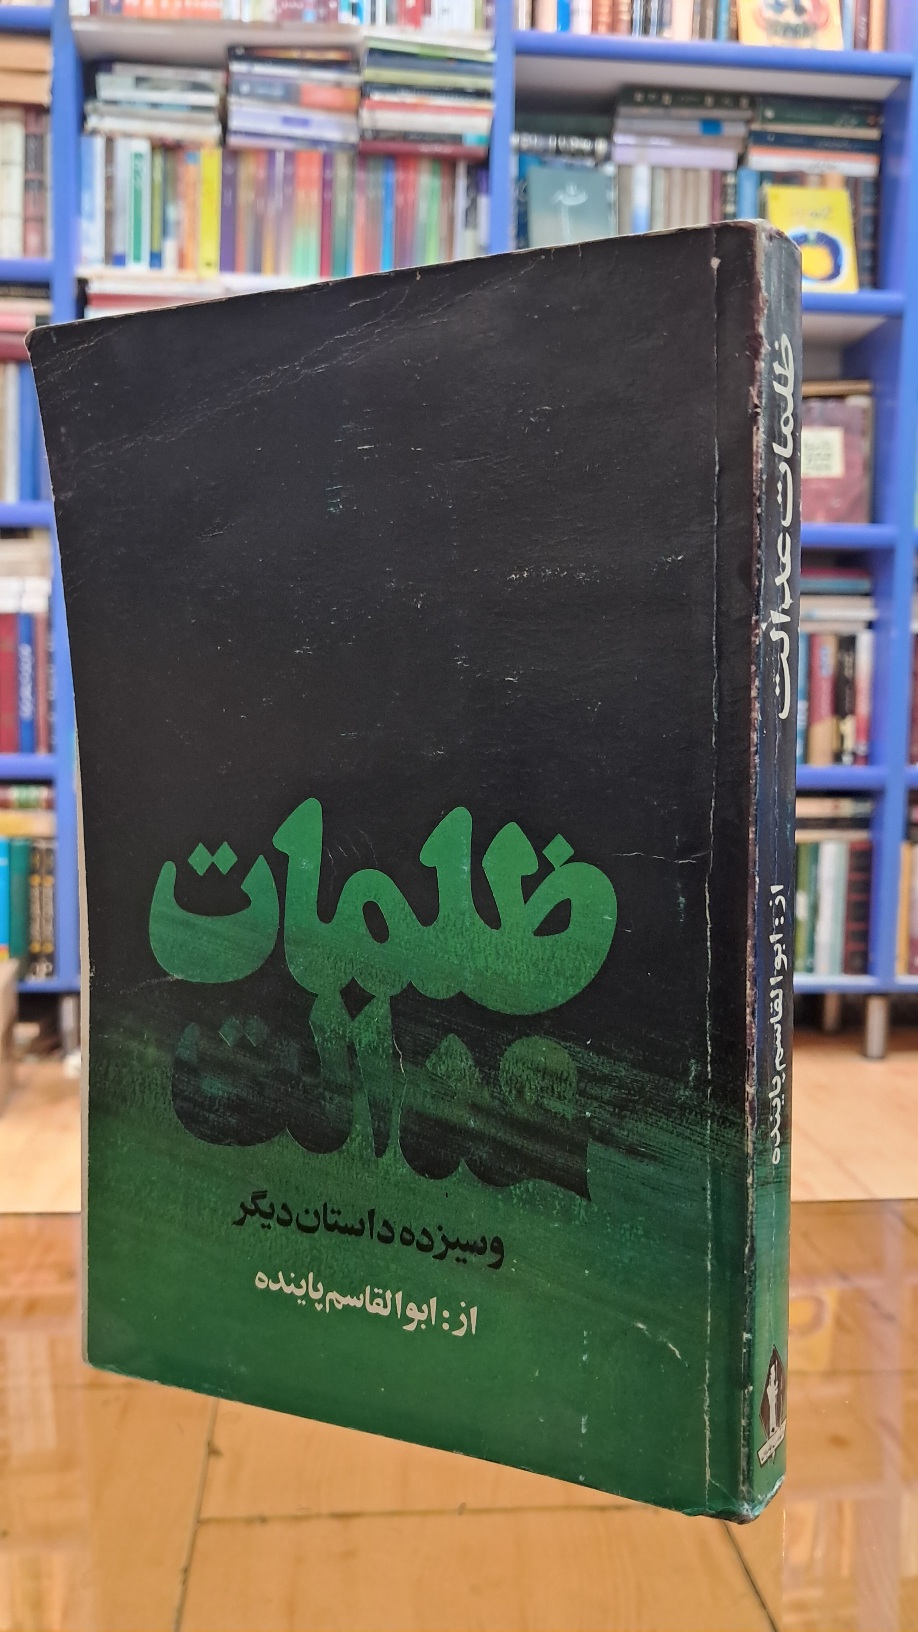 ظلمات
عدالت
و سیزده داستان دیگر
از: ابوالقاسم پاینده
ظلمات عدالت
از: ابوالقاسم پاینده